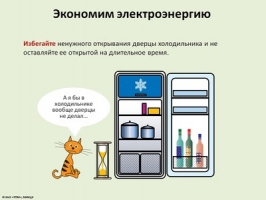 Экономим электроэнергию
Избегайте ненужного открывания дверцы холодильника и не
оставляйте ее открытой на длительное время.
А я бы в
холодильнике
вообще дверцы
не делал...